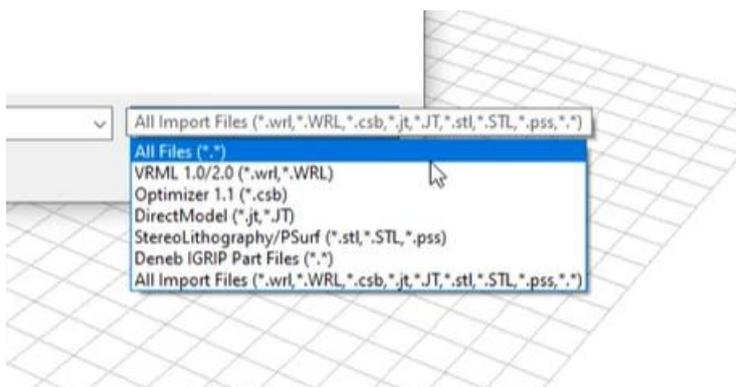 All Import Files (*.wrl,*.WRL,*.csb,*.jt,*.JT,*.stl,*.STL,*.pss,*.*)
All Files (*.*)
VRML 1.0/2.0 (*.wrl,*.WRL)
Optimizer 1.1 (*.csb)
DirectModel (*.jt,*.JT)
StereoLithography/PSurf (*.stl,*.STL,*.pss)
Deneb IGRIP Part Files (*.*)
All Import Files (*.wrl,*.WRL,*.csb,*.jt,*.JT,*.stl,*.STL,*.pss,*.*)